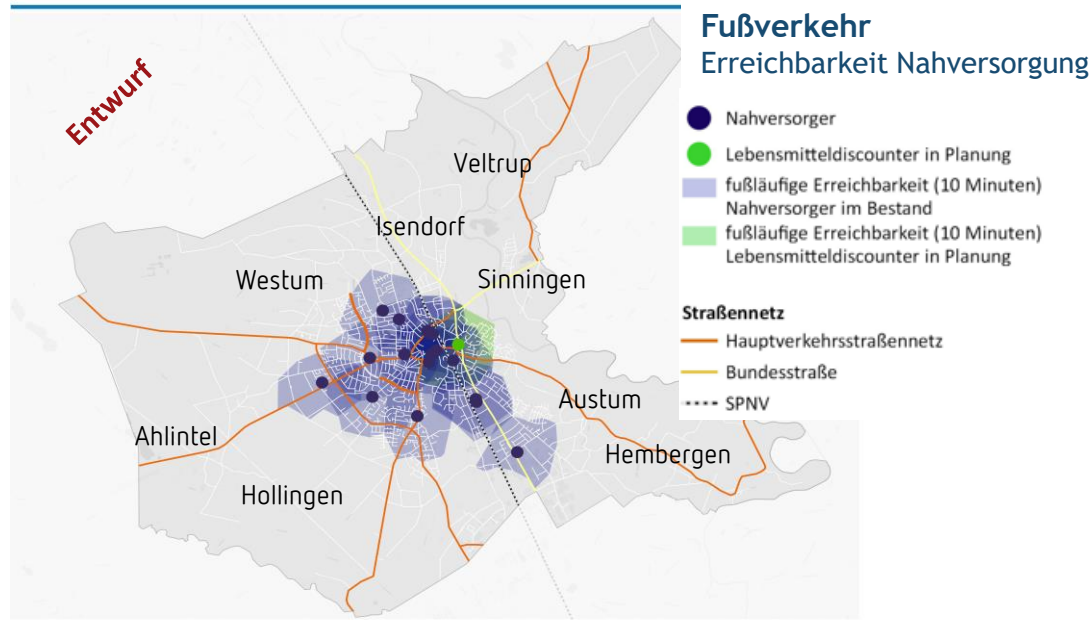 Fußverkehr
Erreichbarkeit Nahversorgung
Entwurf
Nahversorger
Lebensmitteldiscounter in Planung
fußläufige Erreichbarkeit (10 Minuten)
Nahversorger im Bestand
fußläufige Erreichbarkeit (10 Minuten)
Lebensmitteldiscounter in Planung
Straßennetz
Hauptverkehrsstraßennetz
Bundesstraße
SPNV
Veltrup
Isendorf
Westum
Sinningen
Austum
Ahlintel
Hembergen
Hollingen